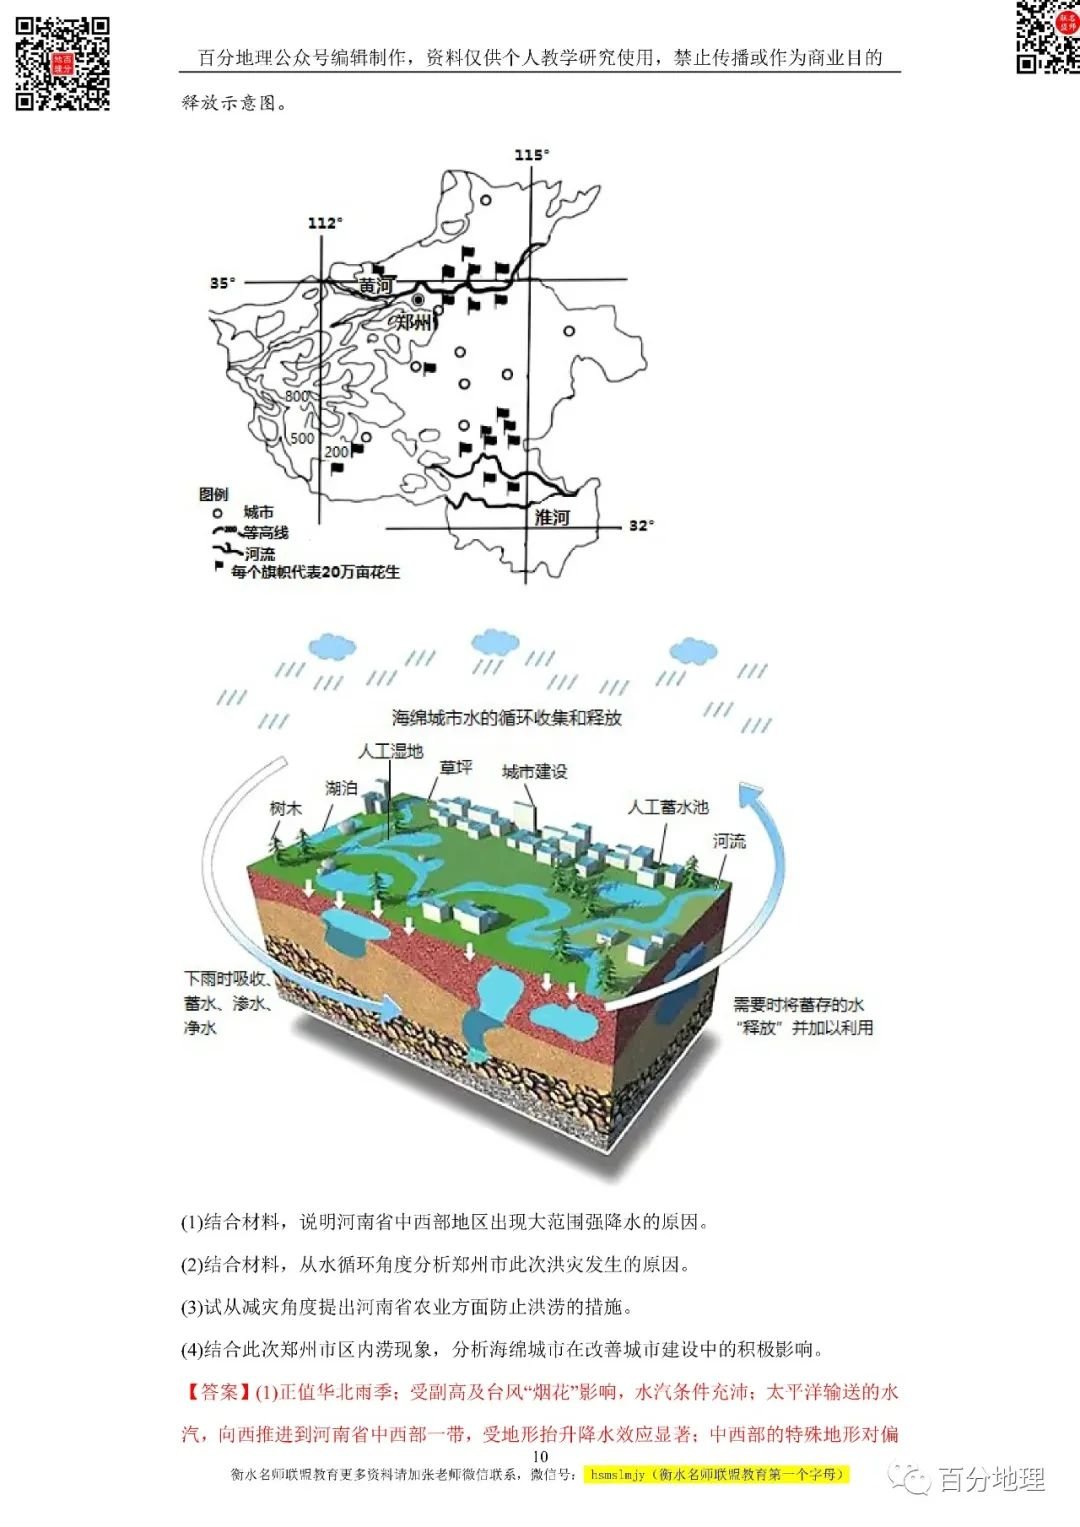 百分地理公众号编辑制作，资料仅供个人教学研究使用，禁止传播或作为商业目的
释放示意图。
115°
112°
35°
黄河
郑州
800
500
200
图例
城市
200
等高线
河流
每个旗帜代表20万亩花生
淮河
32°
海绵城市水的循环收集和释放
人工湿地
草坪
城市建设
湖泊
树木
人工蓄水池
河流
下雨时吸收、
蓄水、渗水、
净水
需要时将蓄存的水
“释放”并加以利用
(1)结合材料，说明河南省中西部地区出现大范围强降水的原因。
(2)结合材料，从水循环角度分析郑州市此次洪灾发生的原因。
(3)试从减灾角度提出河南省农业方面防止洪涝的措施。
(4)结合此次郑州市区内涝现象，分析海绵城市在改善城市建设中的积极影响。
【答案】(1)正值华北雨季；受副高及台风“烟花”影响，水汽条件充沛；太平洋输送的水
汽，向西推进到河南省中西部一带，受地形抬升降水效应显著；中西部的特殊地形对偏
10
衡水名师联盟教育更多资料请加张老师微信联系，微信号： hsmslmjy（衡水名师联盟教育第一个字母）
百分地理